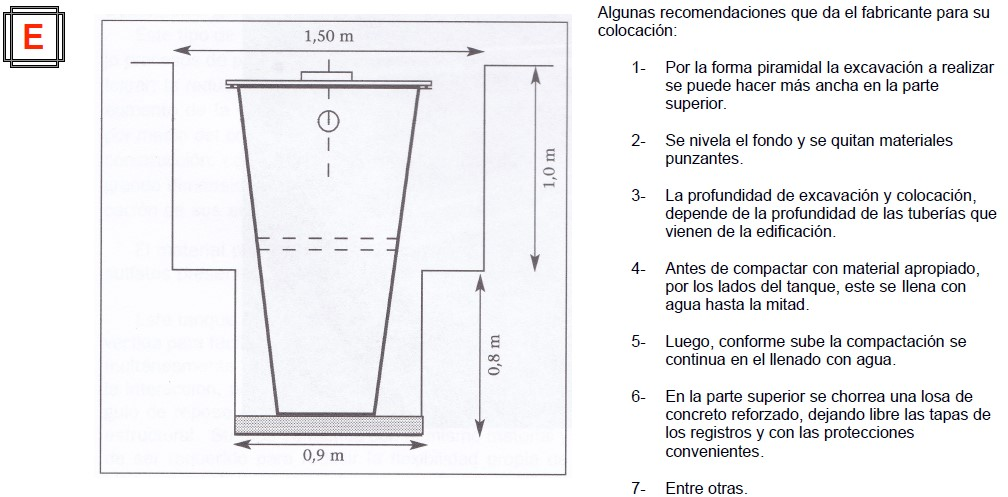 E
1,50 m
1,0 m
0,8 m
0,9 m
Algunas recomendaciones que da el fabricante para su
colocación:
1- Por la forma piramidal la excavación a realizar
se puede hacer más ancha en la parte
superior.
2- Se nivela el fondo y se quitan materiales
punzantes.
3- La profundidad de excavación y colocación,
depende de la profundidad de las tuberías que
vienen de la edificación.
4- Antes de compactar con material apropiado,
por los lados del tanque, este se llena con
agua hasta la mitad.
5- Luego, conforme sube la compactación se
continua en el llenado con agua.
6- En la parte superior se chorrea una losa de
concreto reforzado, dejando libre las tapas de
los registros y con las protecciones
convenientes.
7- Entre otras.